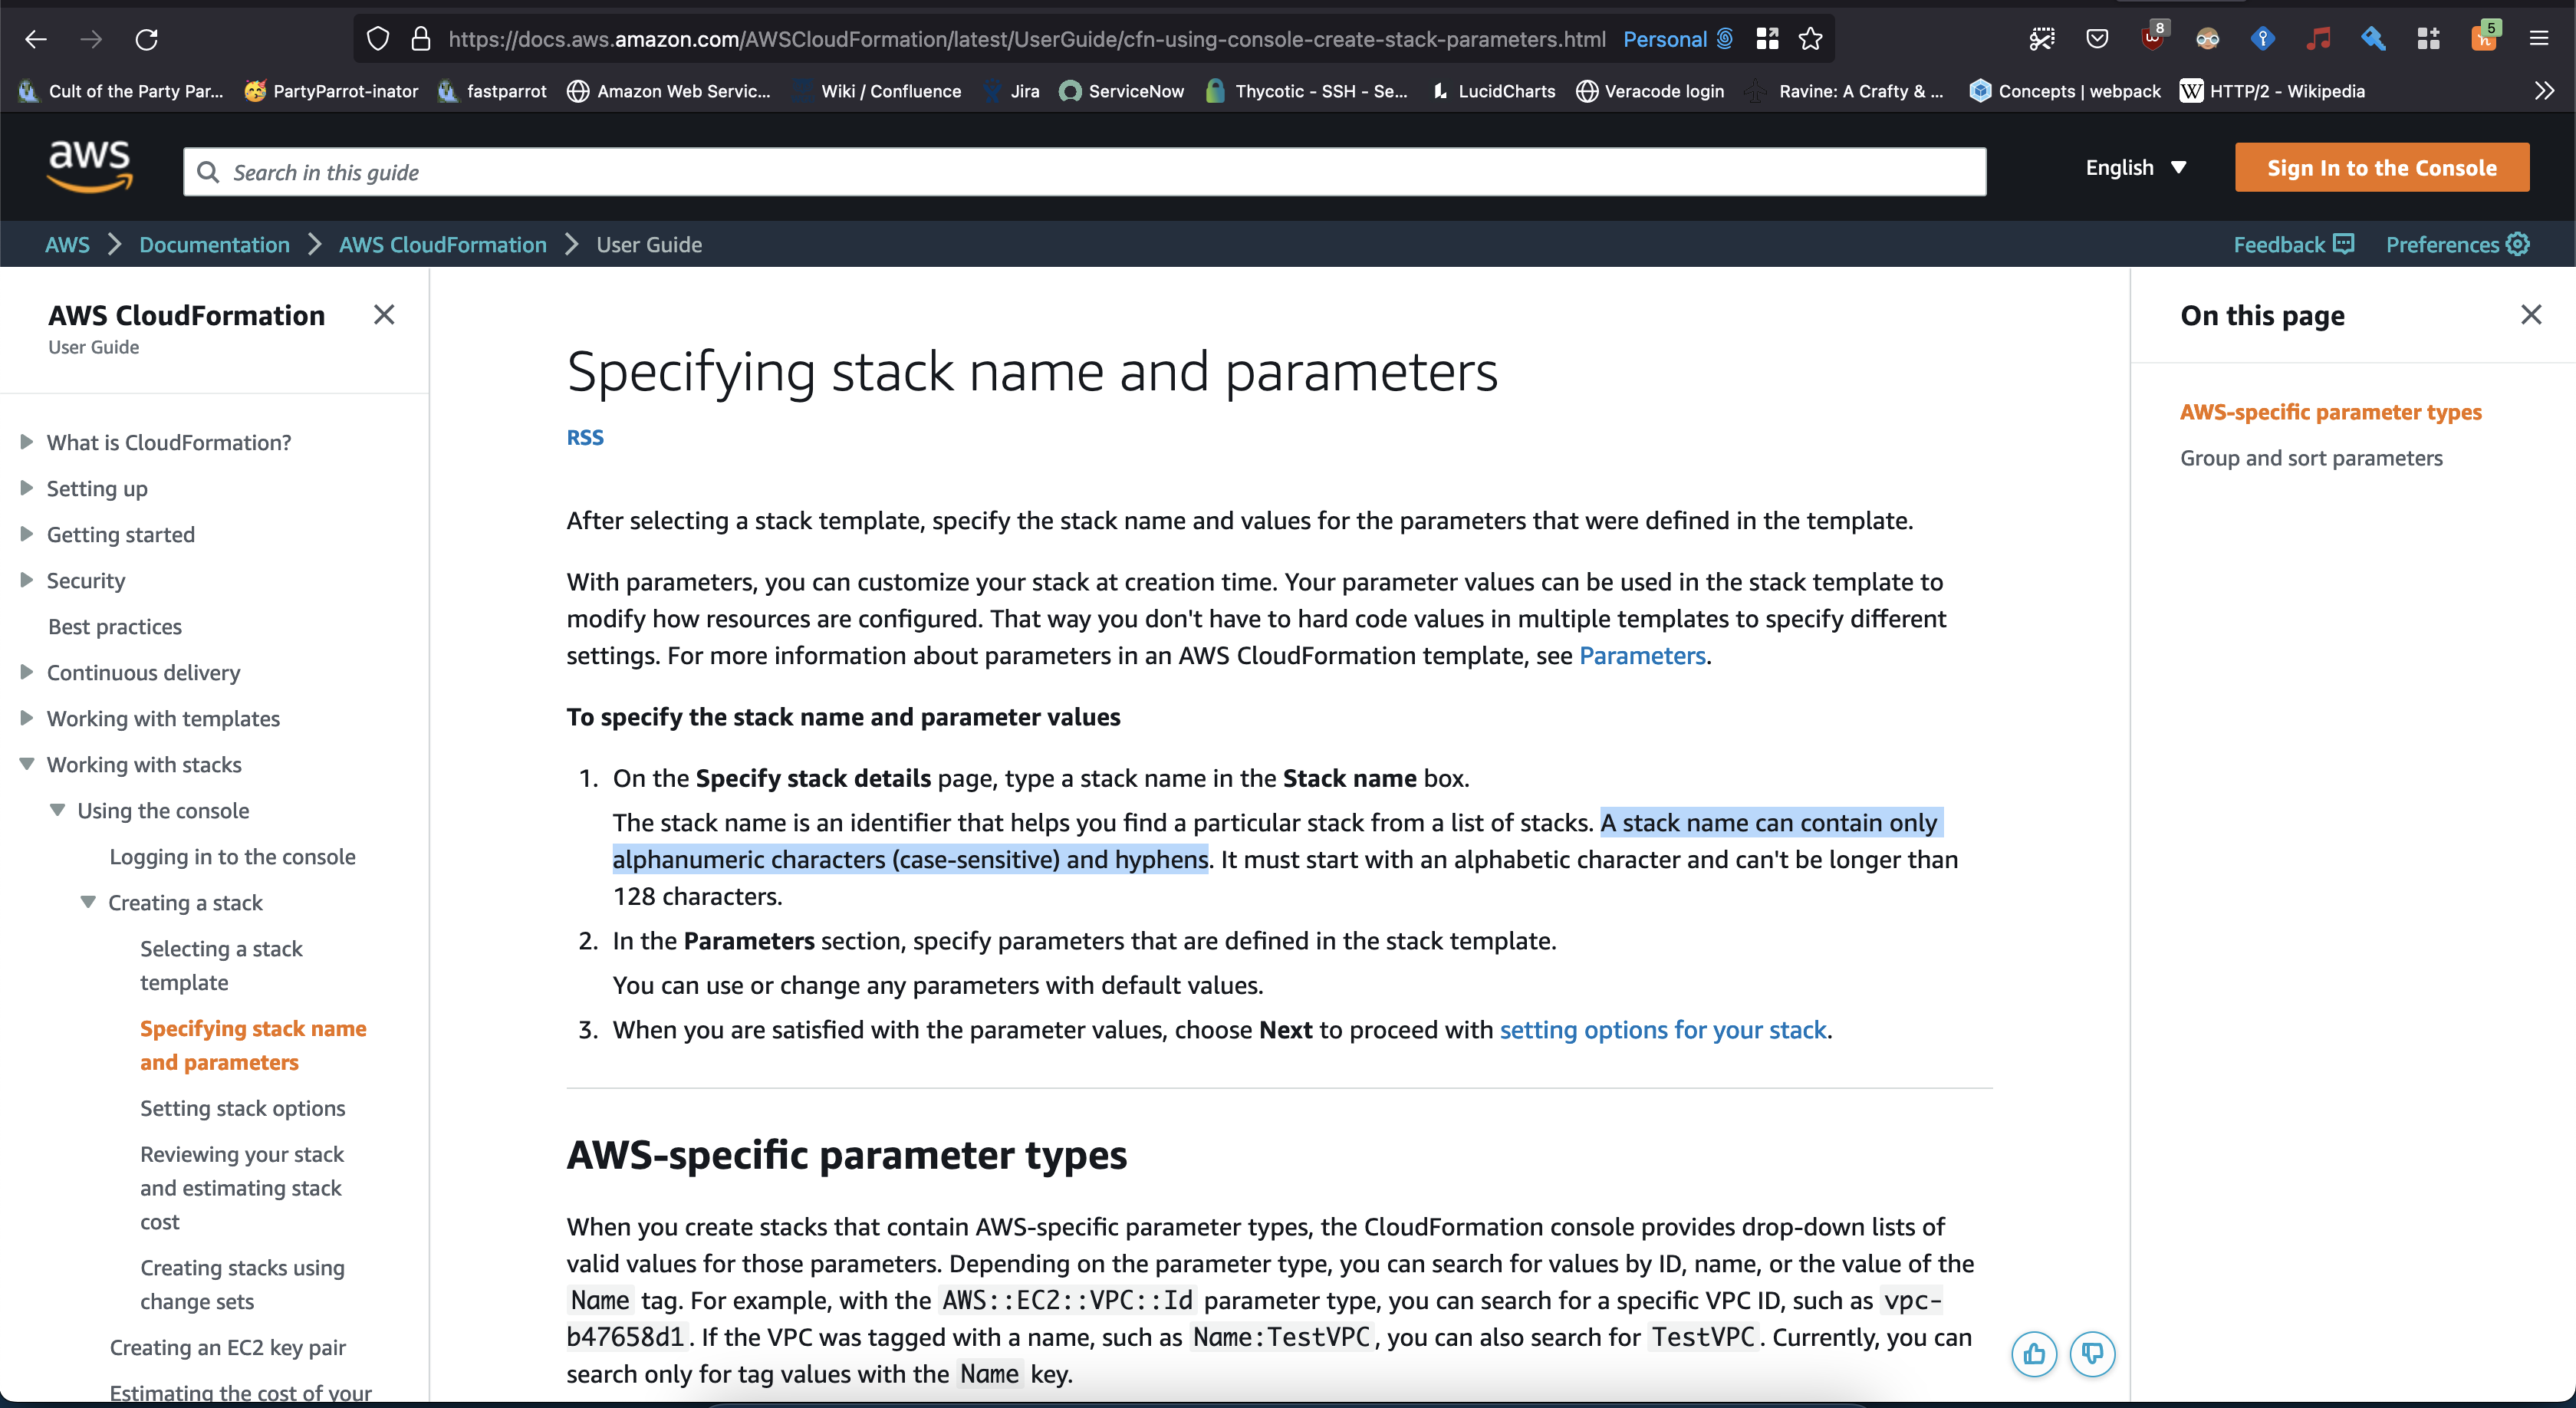 https://docs.aws.amazon.com/AWSCloudFormation/latest/UserGuide/cfn-using-console-create-stack-parameters.html Personal 8 5
Cult of the Party Par... PartyParrot-inator fastparrot Amazon Web Servic... Wiki / Confluence Jira ServiceNow Thycotic - SSH - Se... LucidCharts Veracode login Ravine: A Crafty & ... Concepts | webpack W HTTP/2 - Wikipedia
aws Search in this guide English Sign In to the Console
AWS Documentation AWS CloudFormation User Guide Feedback Preferences
AWS CloudFormation
User Guide
What is CloudFormation?
Setting up
Getting started
Security
Best practices
Continuous delivery
Working with templates
Working with stacks
Using the console
Logging in to the console
Creating a stack
Selecting a stack
template
Specifying stack name
and parameters
Setting stack options
Reviewing your stack
and estimating stack
cost
Creating stacks using
change sets
Creating an EC2 key pair
Estimating the cost of your
Specifying stack name and parameters
RSS
After selecting a stack template, specify the stack name and values for the parameters that were defined in the template.
With parameters, you can customize your stack at creation time. Your parameter values can be used in the stack template to
modify how resources are configured. That way you don't have to hard code values in multiple templates to specify different
settings. For more information about parameters in an AWS CloudFormation template, see Parameters.
To specify the stack name and parameter values
1. On the Specify stack details page, type a stack name in the Stack name box.
The stack name is an identifier that helps you find a particular stack from a list of stacks. A stack name can contain only
alphanumeric characters (case-sensitive) and hyphens. It must start with an alphabetic character and can't be longer than
128 characters.
2. In the Parameters section, specify parameters that are defined in the stack template.
You can use or change any parameters with default values.
3. When you are satisfied with the parameter values, choose Next to proceed with setting options for your stack.
AWS-specific parameter types
When you create stacks that contain AWS-specific parameter types, the CloudFormation console provides drop-down lists of
valid values for those parameters. Depending on the parameter type, you can search for values by ID, name, or the value of the
Name tag. For example, with the AWS::EC2::VPC::Id parameter type, you can search for a specific VPC ID, such as vpc-
b47658d1. If the VPC was tagged with a name, such as Name:TestVPC, you can also search for TestVPC. Currently, you can
search only for tag values with the Name key.
On this page
AWS-specific parameter types
Group and sort parameters